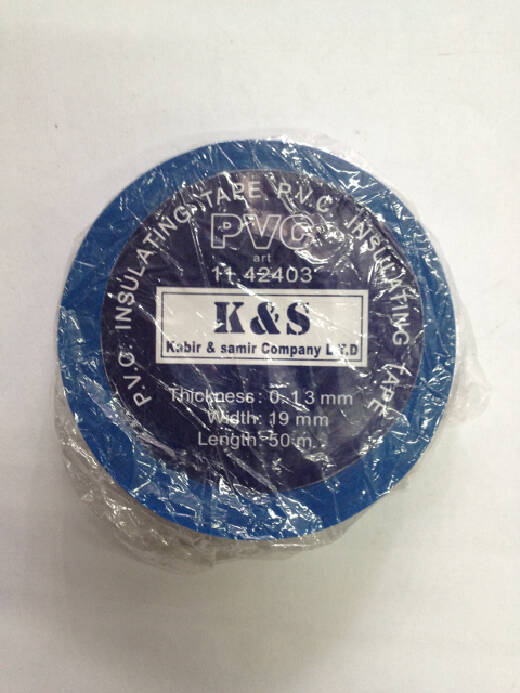 P.V.C. INSULATING TAPE P.V.C. INSULATING TAPE
PVC
art
11.42403
K&S
Kabir & samir Company L.T.D
Thickness: 0.13 mm
Width: 19 mm
Length: 50 m